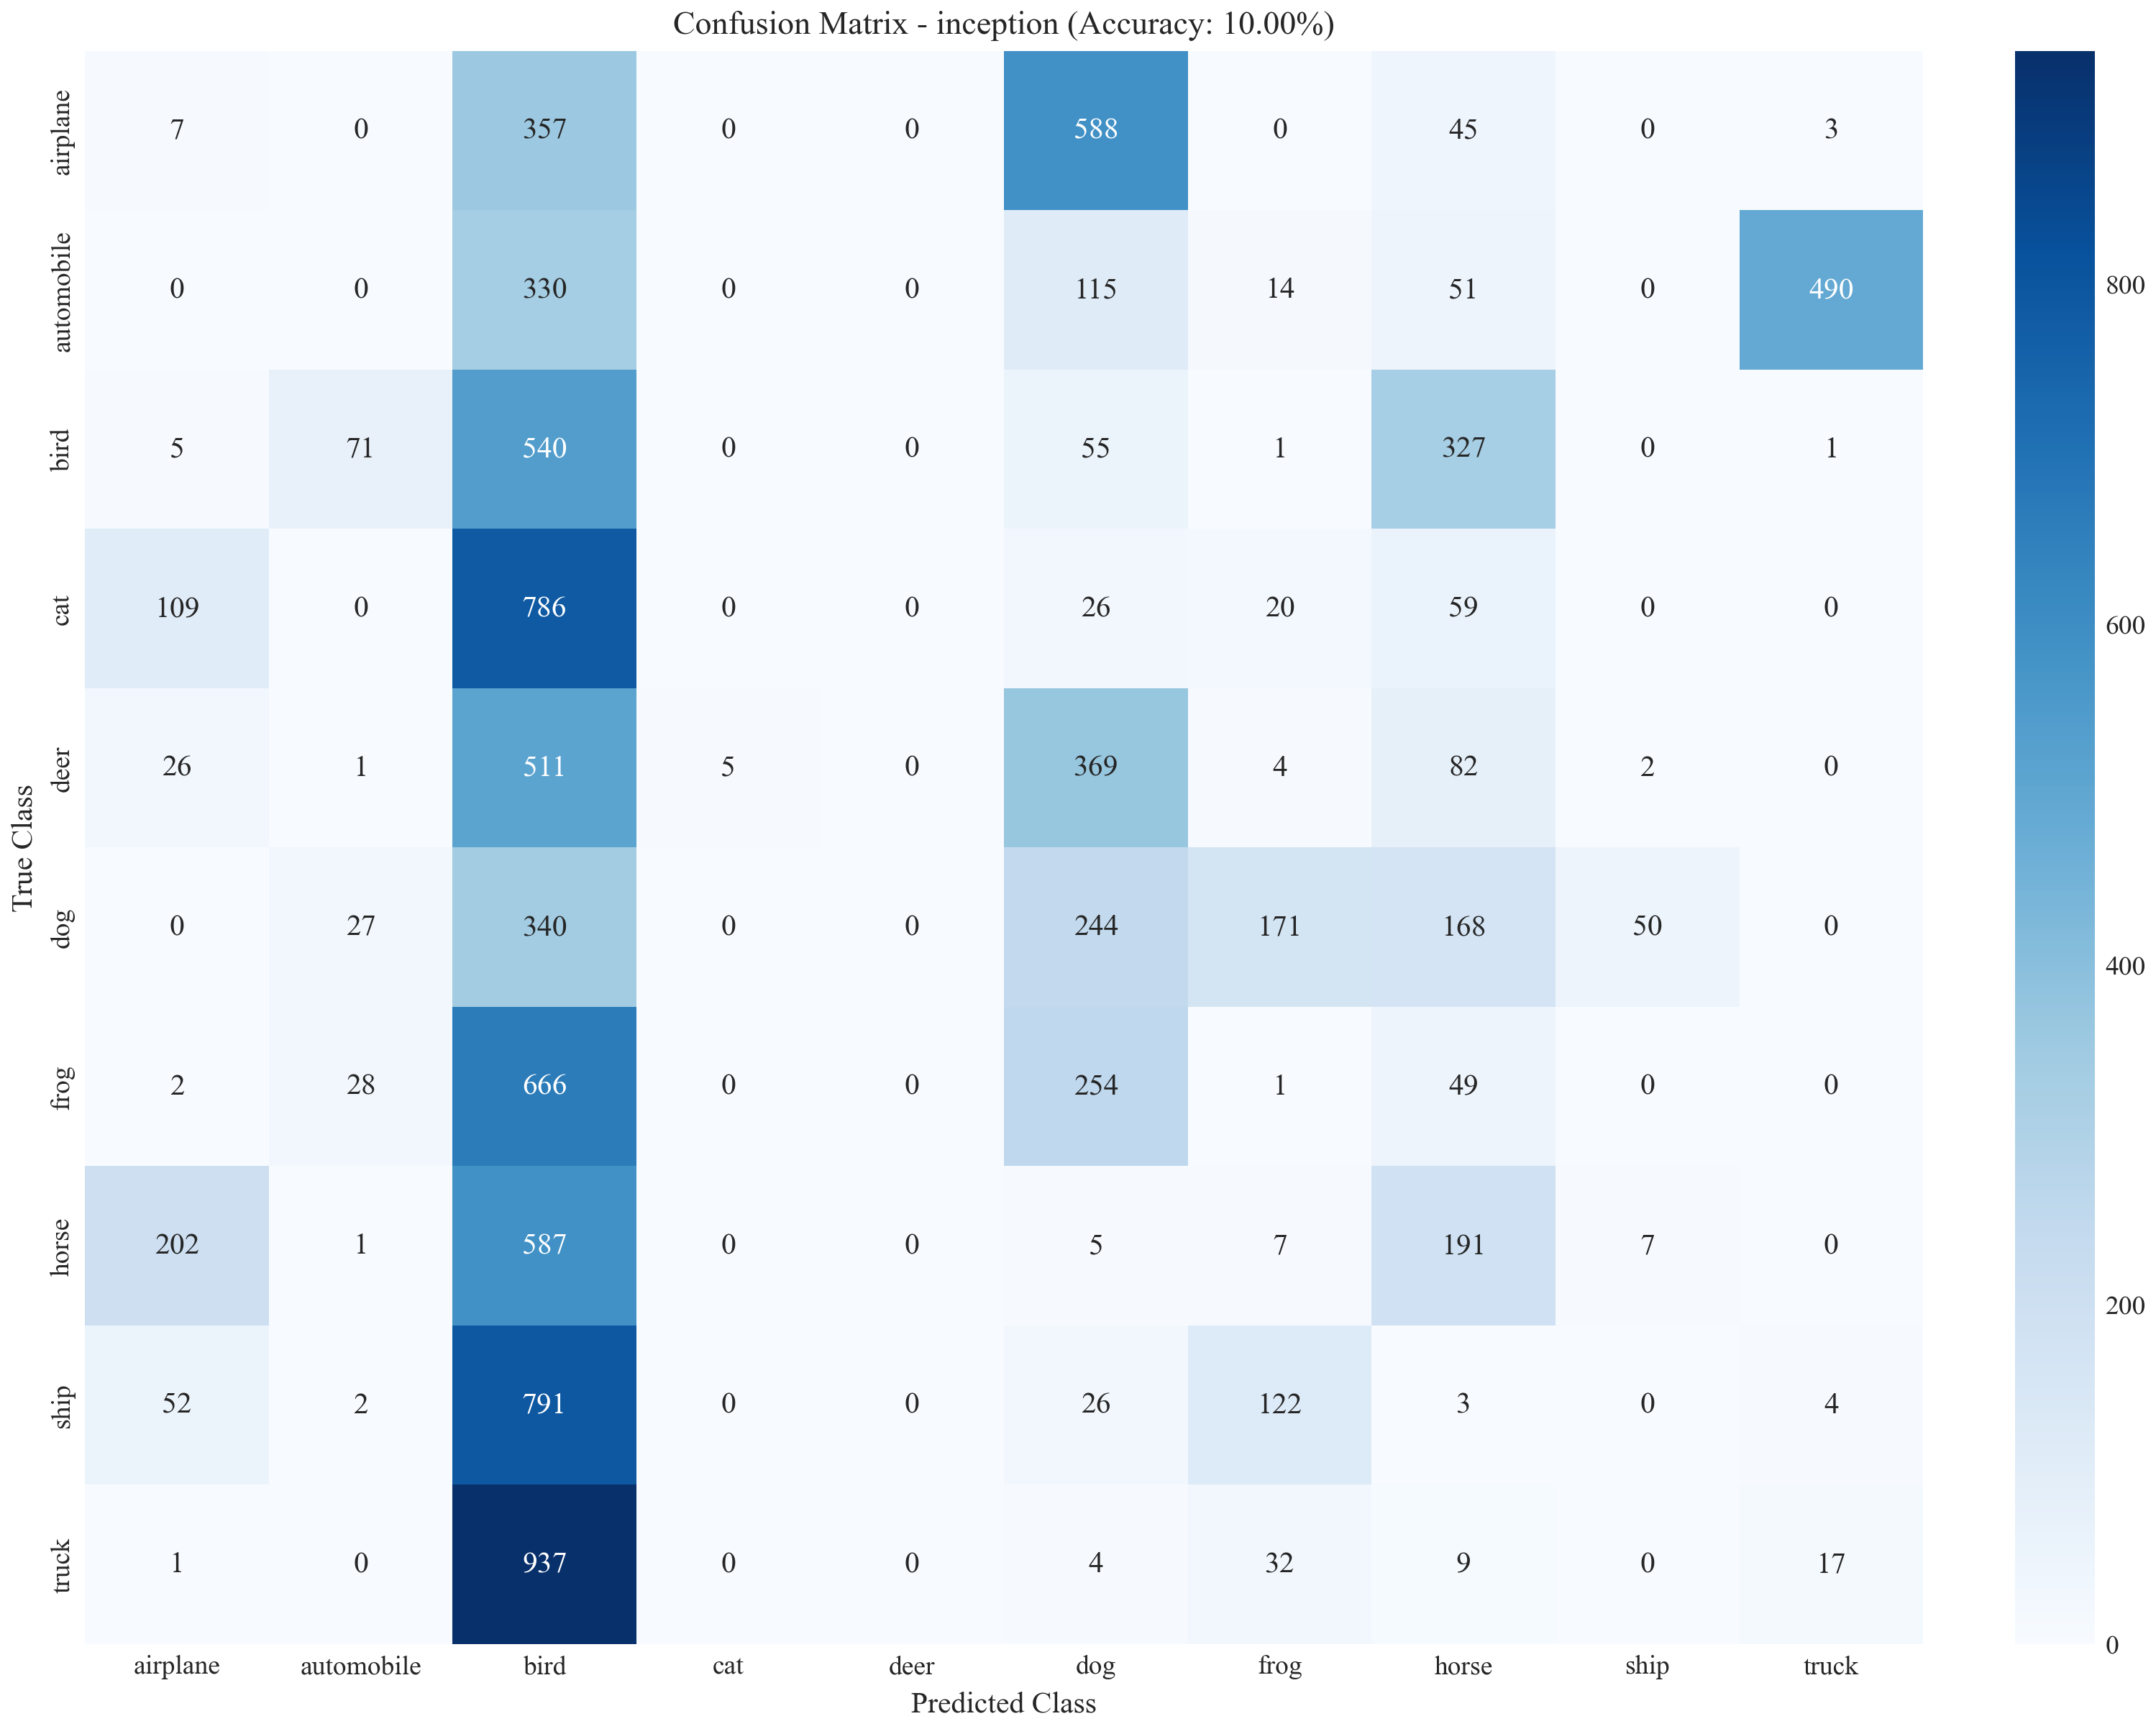 Confusion Matrix - inception (Accuracy: 10.00%)
airplane 7 0 357 0 0 588 0 45 0 3
automobile 0 0 330 0 0 115 14 51 0 490
bird 5 71 540 0 0 55 1 327 0 1
cat 109 0 786 0 0 26 20 59 0 0
deer 26 1 511 5 0 369 4 82 2 0
dog 0 27 340 0 0 244 171 168 50 0
frog 2 28 666 0 0 254 1 49 0 0
horse 202 1 587 0 0 5 7 191 7 0
ship 52 2 791 0 0 26 122 3 0 4
truck 1 0 937 0 0 4 32 9 0 17
True Class
airplane automobile bird cat deer dog frog horse ship truck
Predicted Class
800
600
400
200
0